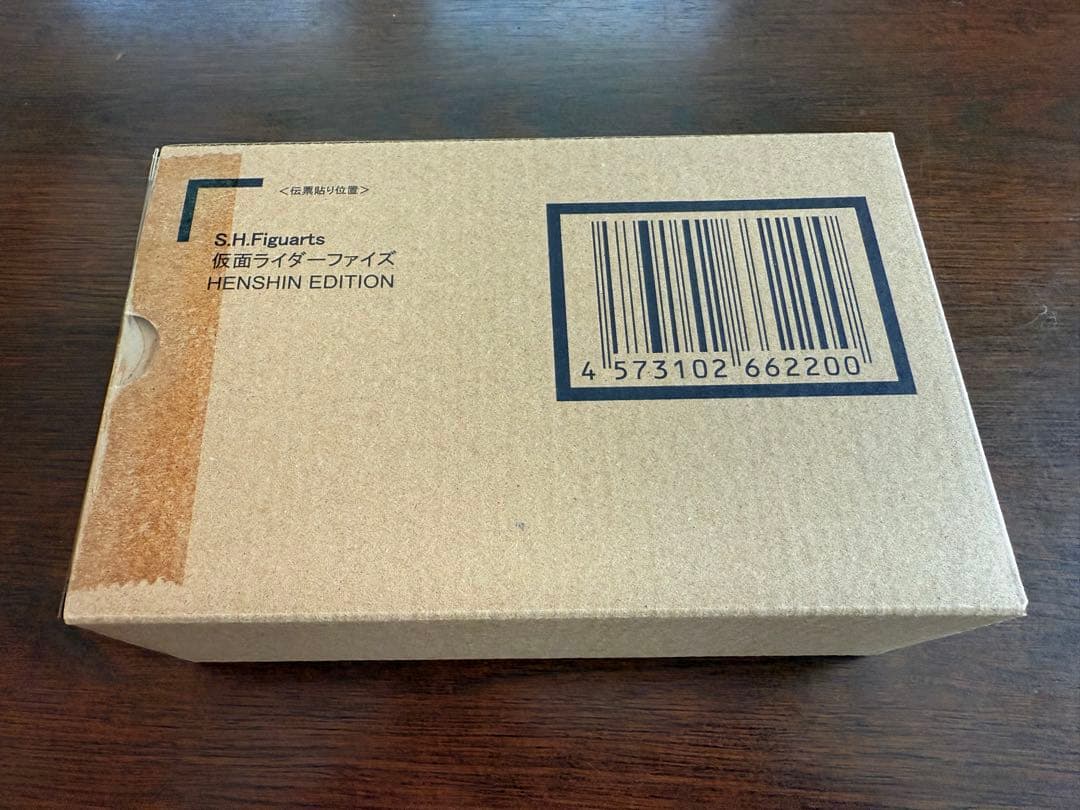 <伝票貼り位置>
S.H.Figuarts
仮面ライダーファイズ
HENSHIN EDITION
4 573102 662200